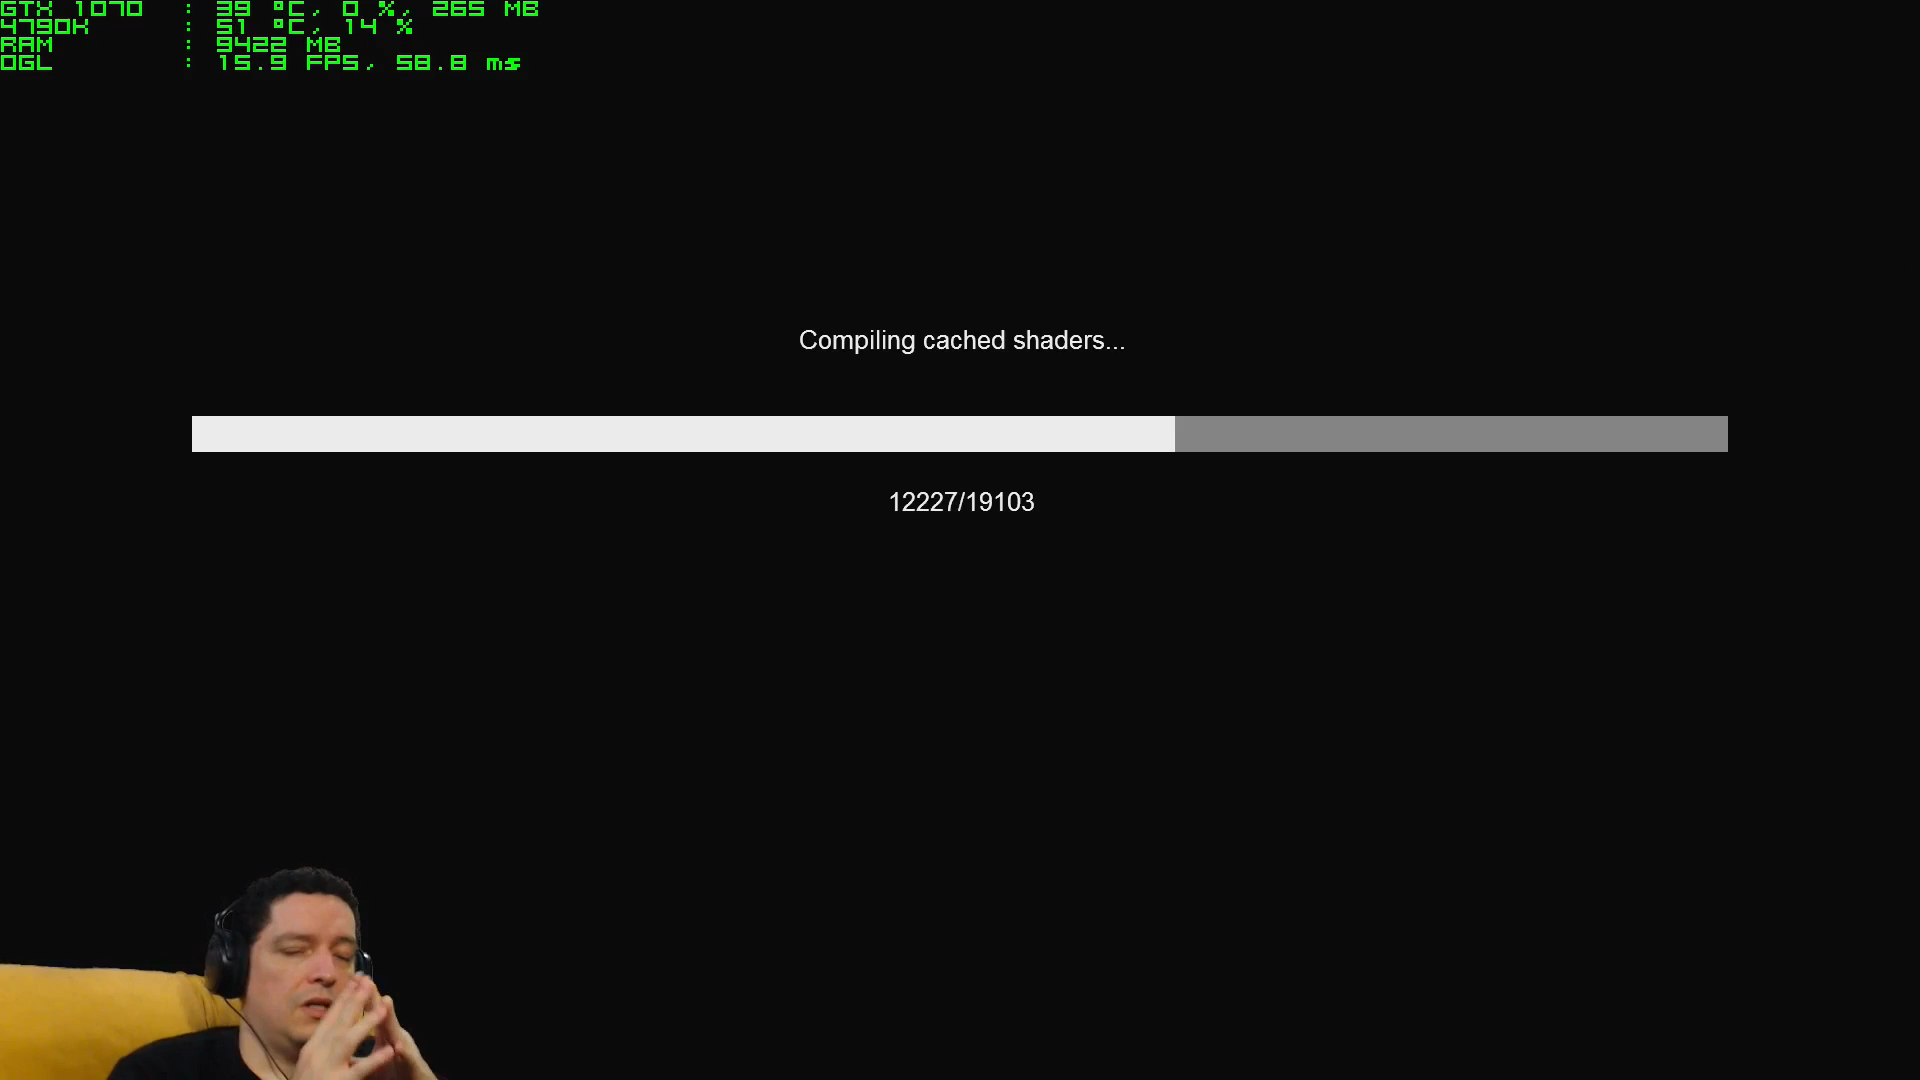 GTX 1070 : 39 °C, 0 %, 265 MB
4790K : 51 °C, 14 %
RAM : 9422 MB
OGL : 15.9 FPS, 58.8 ms
Compiling cached shaders...
12227/19103